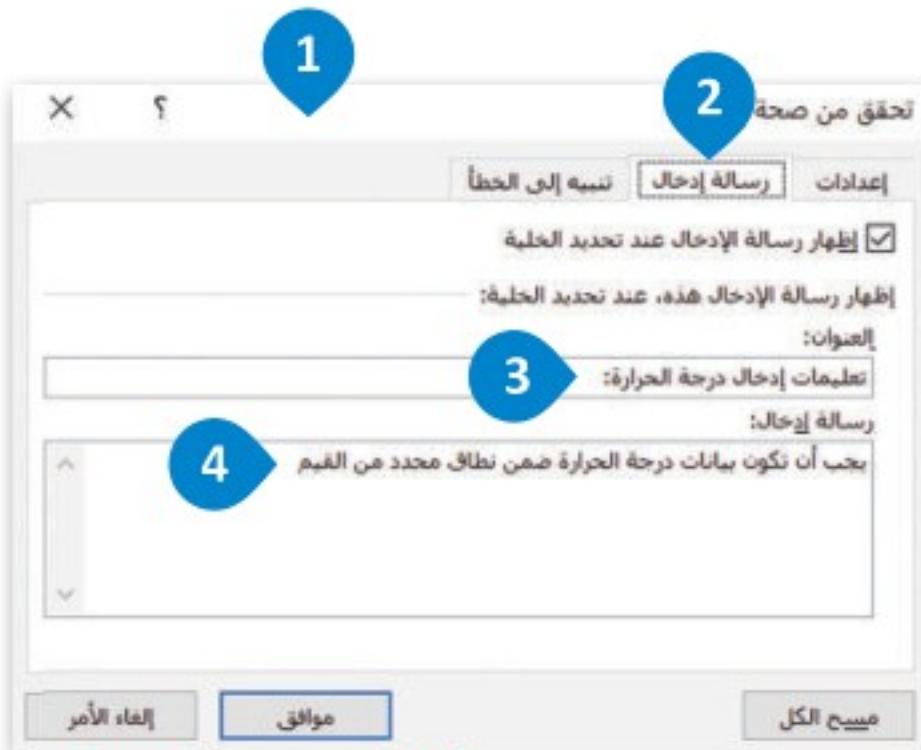 1
2
تحقق من صحة
؟
إعدادات
رسالة إدخال
تنبيه إلى الخطأ
إظهار رسالة الإدخال عند تحديد الخلية
إظهار رسالة الإدخال هذه، عند تحديد الخلية:
العنوان:
تعليمات إدخال درجة الحرارة:
3
رسالة إدخال:
يجب أن تكون بيانات درجة الحرارة ضمن نطاق محدد من القيم
4
مسح الكل
موافق
إلغاء الأمر